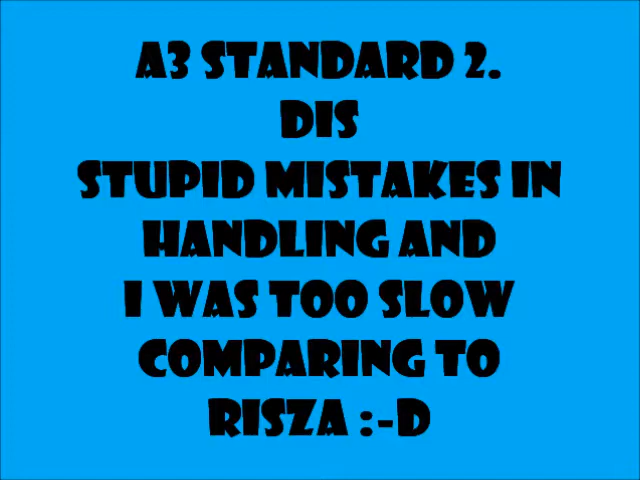 A3 STANDARD 2.
DIS
STUPID MISTAKES IN
HANDLING AND
I WAS TOO SLOW
COMPARING TO
RISZA :-D